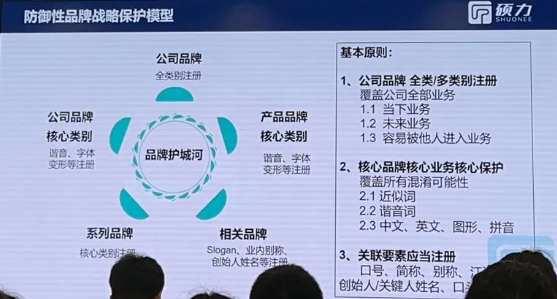 防御性品牌战略保护模型
硕力
SHUONEE
公司品牌
全类别注册
公司品牌
核心类别
谐音、字体
变形等注册
产品品牌
核心类别
谐音、字体
变形等注册
品牌护城河
系列品牌
核心类别注册
相关品牌
Slogan、业内别称、
创始人姓名等注册
基本原则：
1、公司品牌 全类/多类别注册
覆盖公司全部业务
1.1 当下业务
1.2 未来业务
1.3 容易被他人进入业务
2、核心品牌核心业务核心保护
覆盖所有混淆可能性
2.1 近似词
2.2 谐音词
2.3 中文、英文、图形、拼音
3、关联要素应当注册
口号、简称、别称、
创始人/关键人姓名、口